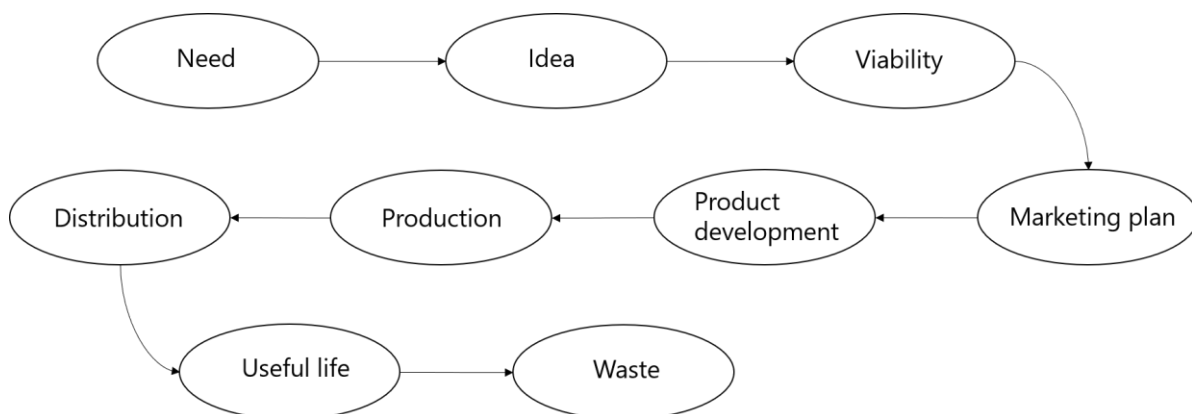 Need
Idea
Viability
Marketing plan
Product
development
Production
Distribution
Useful life
Waste